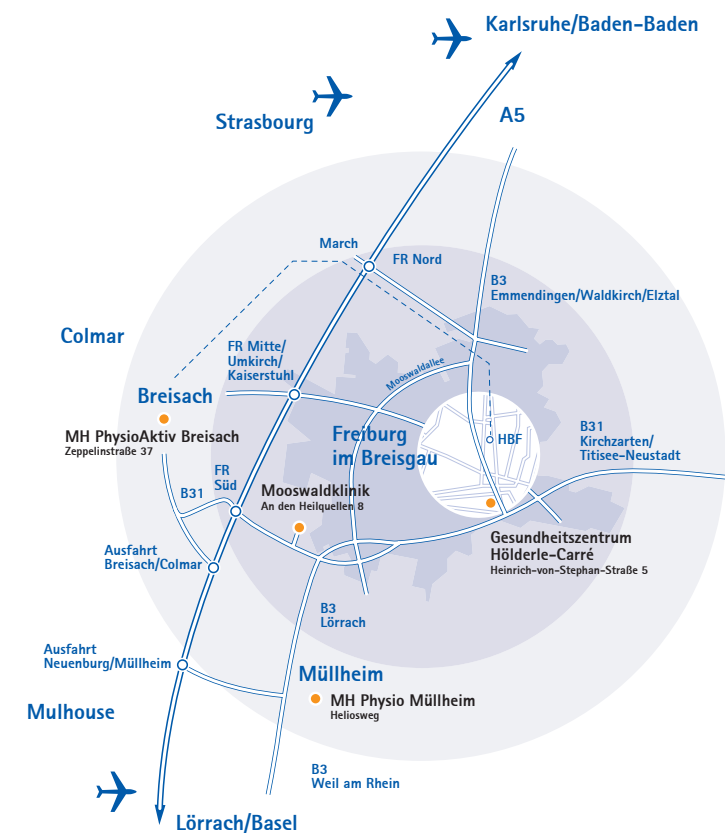 Karlsruhe/Baden-Baden
Strasbourg
A5
March
FR Nord
B3
Emmendingen/Waldkirch/Elztal
Colmar
FR Mitte/
Umkirch/
Kaiserstuhl
Mooswaldallee
Breisach
MH PhysioAktiv Breisach
Zeppelinstraße 37
Freiburg
im Breisgau
HBF
B31
Kirchzarten/
Titisee-Neustadt
FR
Süd
B31
Mooswaldklinik
An den Heilquellen 8
Gesundheitszentrum
Hölderle-Carré
Heinrich-von-Stephan-Straße 5
Ausfahrt
Breisach/Colmar
B3
Lörrach
Ausfahrt
Neuenburg/Müllheim
Müllheim
MH Physio Müllheim
Heliosweg
Mulhouse
B3
Weil am Rhein
Lörrach/Basel